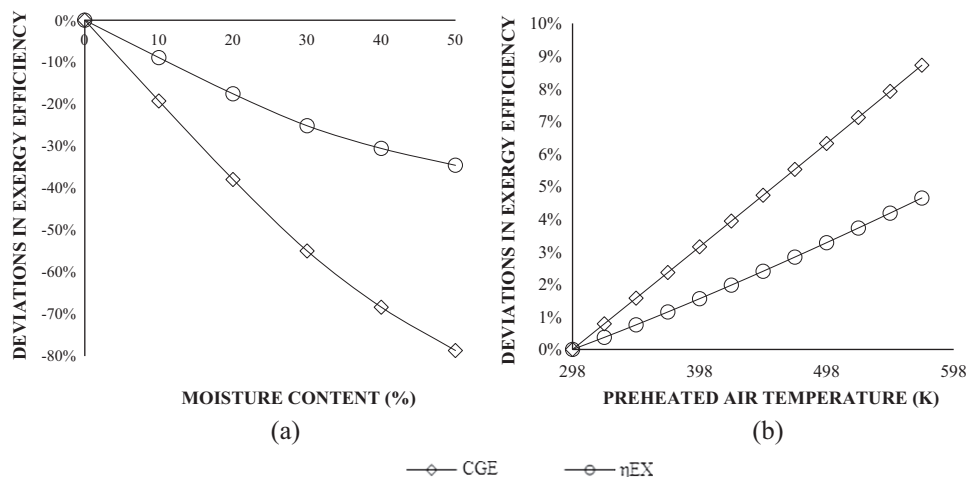 DEVIATIONS IN EXERGY EFFICIENCY
0%
-10%
-20%
-30%
-40%
-50%
-60%
-70%
-80%
0 10 20 30 40 50
MOISTURE CONTENT (%)
(a)
DEVIATIONS IN EXERGY EFFICIENCY
10%
9%
8%
7%
6%
5%
4%
3%
2%
1%
0%
298 398 498 598
PREHEATED AIR TEMPERATURE (K)
(b)
CGE ηEX